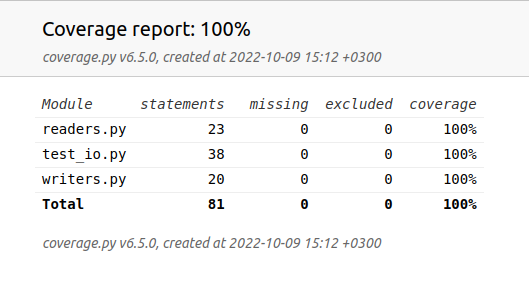 Coverage report: 100%
coverage.py v6.5.0, created at 2022-10-09 15:12 +0300
Module statements missing excluded coverage
readers.py 23 0 0 100%
test_io.py 38 0 0 100%
writers.py 20 0 0 100%
Total 81 0 0 100%
coverage.py v6.5.0, created at 2022-10-09 15:12 +0300